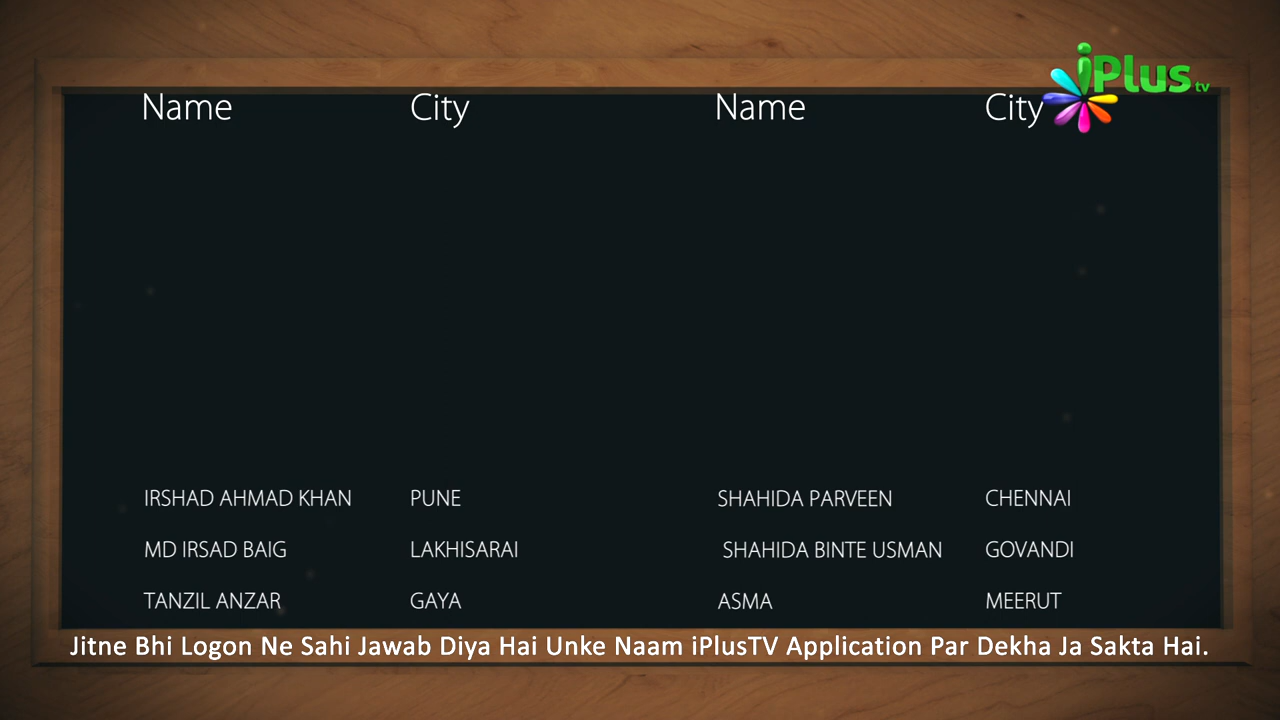 iPlus tv
Name City Name City
IRSHAD AHMAD KHAN PUNE SHAHIDA PARVEEN CHENNAI
MD IRSAD BAIG LAKHISARAI SHAHIDA BINTE USMAN GOVANDI
TANZIL ANZAR GAYA ASMA MEERUT
Jitne Bhi Logon Ne Sahi Jawab Diya Hai Unke Naam iPlusTV Application Par Dekha Ja Sakta Hai.